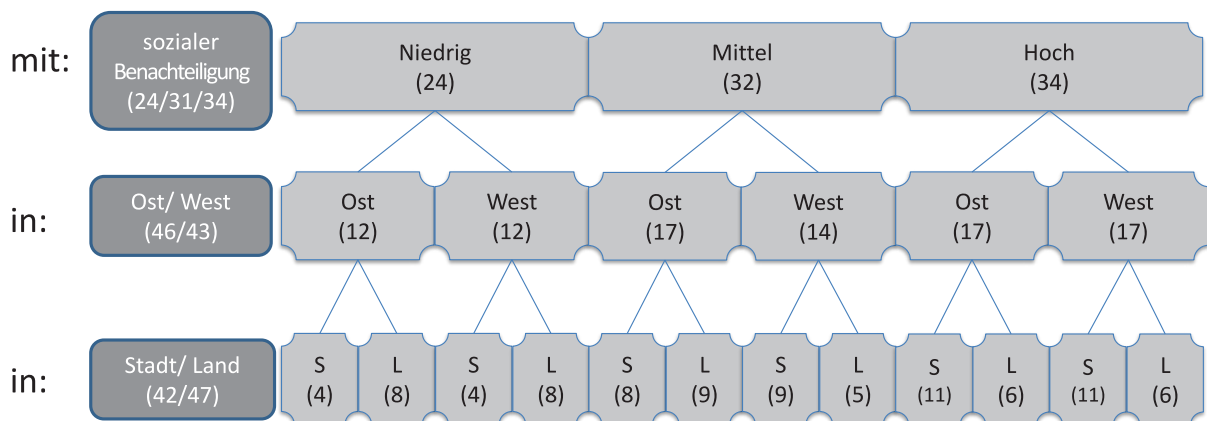 mit:
sozialer
Benachteiligung
(24/31/34)
Niedrig
(24)
Mittel
(32)
Hoch
(34)
in:
Ost/ West
(46/43)
Ost
(12)
West
(12)
Ost
(17)
West
(14)
Ost
(17)
West
(17)
in:
Stadt/ Land
(42/47)
S
(4)
L
(8)
S
(4)
L
(8)
S
(8)
L
(9)
S
(9)
L
(5)
S
(11)
L
(6)
S
(11)
L
(6)